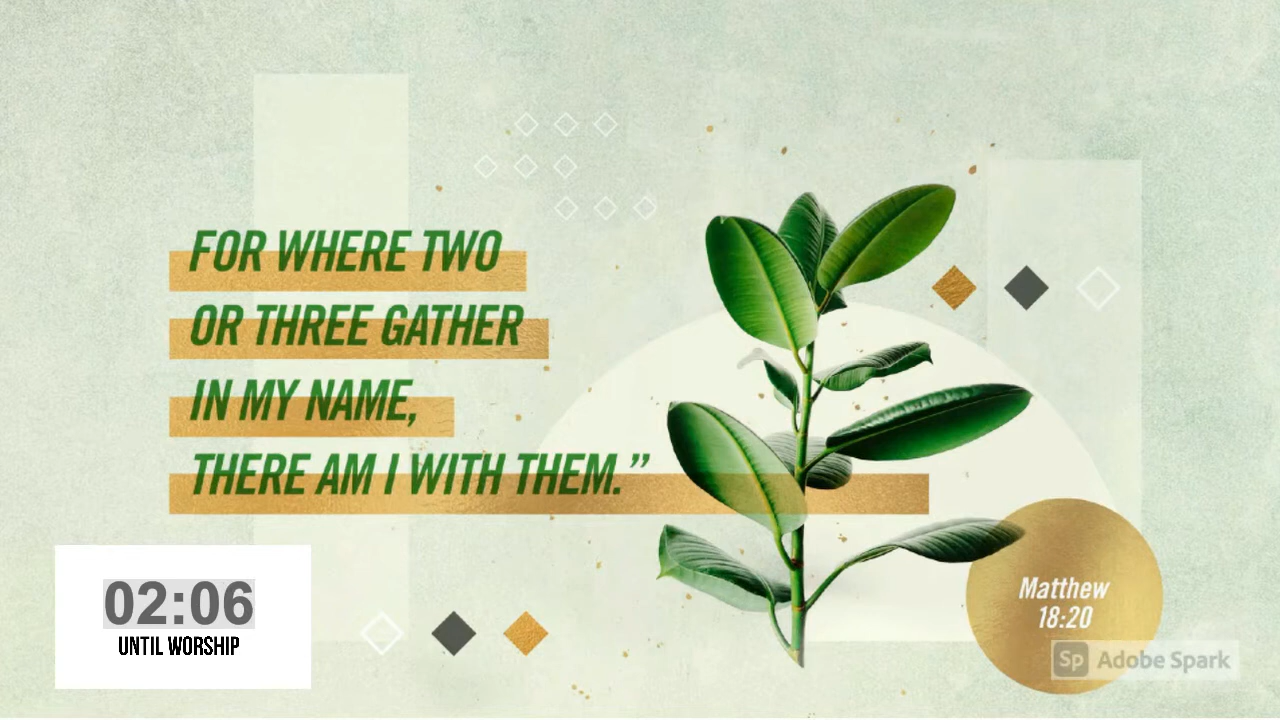 FOR WHERE TWO
OR THREE GATHER
IN MY NAME,
THERE AM I WITH THEM.”
Matthew
18:20
02:06
UNTIL WORSHIP
Sp Adobe Spark